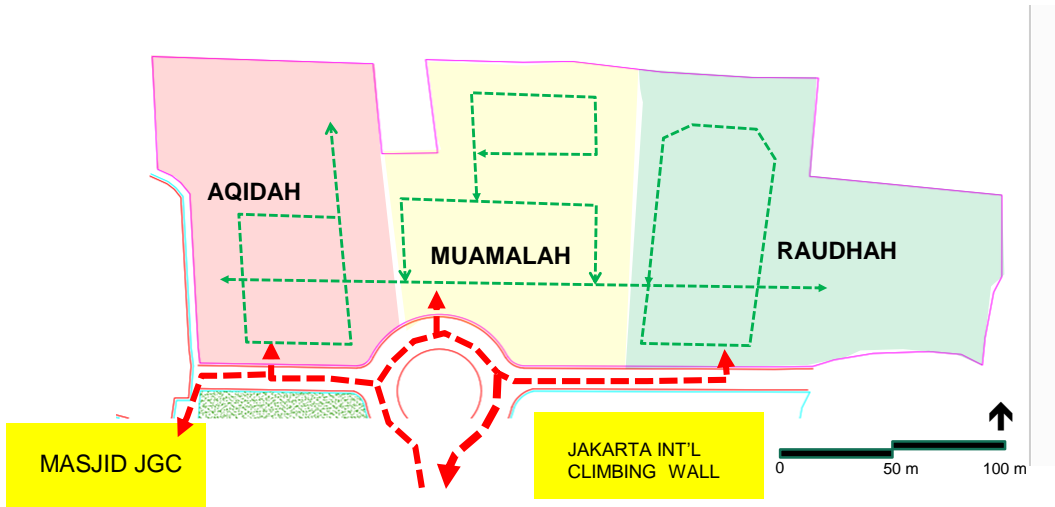 AQIDAH
MUAMALAH
RAUDHAH
MASJID JGC
JAKARTA INT'L
CLIMBING WALL
0 50 m 100 m